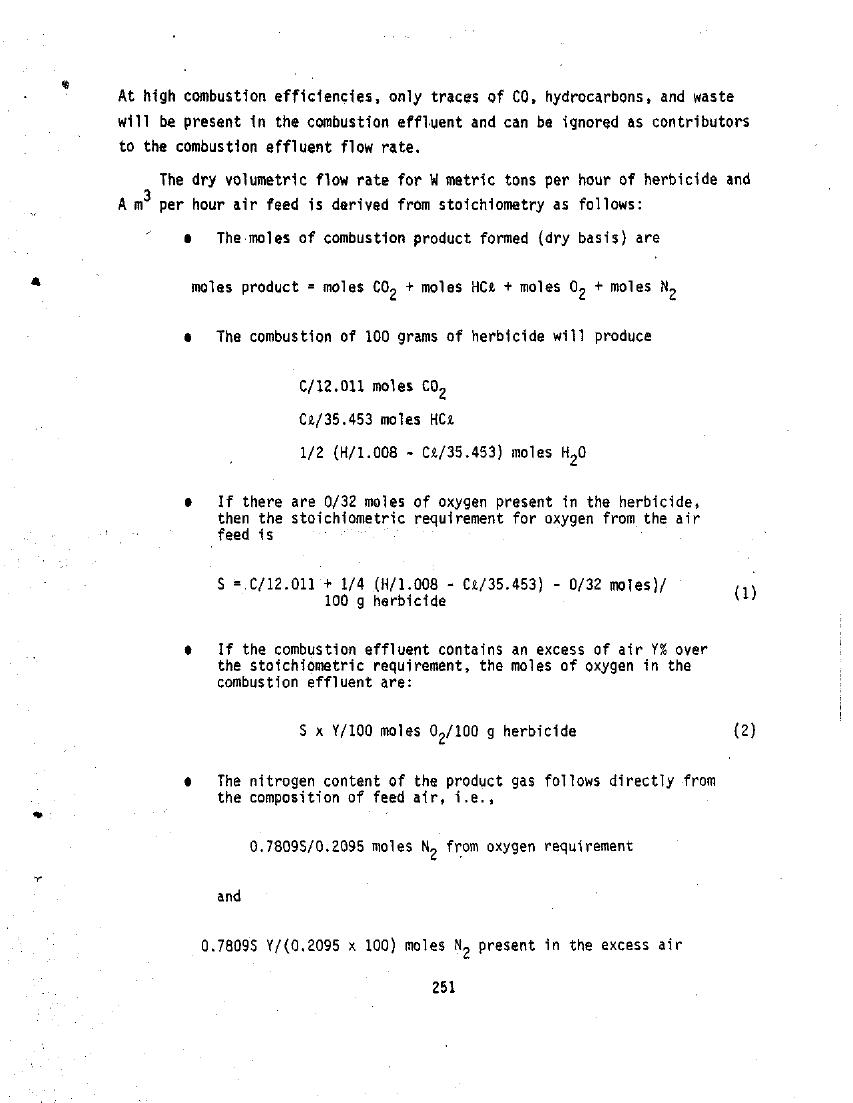 At high combustion efficiencies, only traces of CO, hydrocarbons, and waste
will be present in the combustion effluent and can be ignored as contributors
to the combustion effluent flow rate.
The dry volumetric flow rate for W metric tons per hour of herbicide and
A m³ per hour air feed is derived from stoichiometry as follows:
• The moles of combustion product formed (dry basis) are
moles product = moles CO₂ + moles HCℓ + moles O₂ + moles N₂
• The combustion of 100 grams of herbicide will produce
C/12.011 moles CO₂
Cℓ/35.453 moles HCℓ
1/2 (H/1.008 - Cℓ/35.453) moles H₂O
• If there are O/32 moles of oxygen present in the herbicide,
then the stoichiometric requirement for oxygen from the air
feed is
S = C/12.011 + 1/4 (H/1.008 - Cℓ/35.453) - O/32 moles)/
100 g herbicide (1)
• If the combustion effluent contains an excess of air Y% over
the stoichiometric requirement, the moles of oxygen in the
combustion effluent are:
S x Y/100 moles O₂/100 g herbicide (2)
• The nitrogen content of the product gas follows directly from
the composition of feed air, i.e.,
0.7809S/0.2095 moles N₂ from oxygen requirement
and
0.7809S Y/(0.2095 x 100) moles N₂ present in the excess air
251